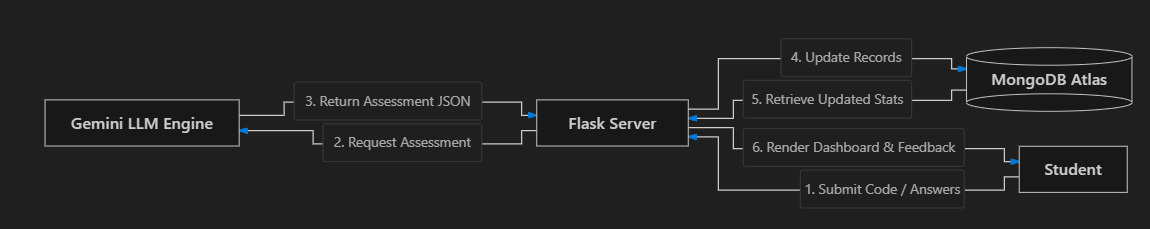 4. Update Records
MongoDB Atlas
3. Return Assessment JSON
5. Retrieve Updated Stats
Gemini LLM Engine
Flask Server
2. Request Assessment
6. Render Dashboard & Feedback
Student
1. Submit Code / Answers